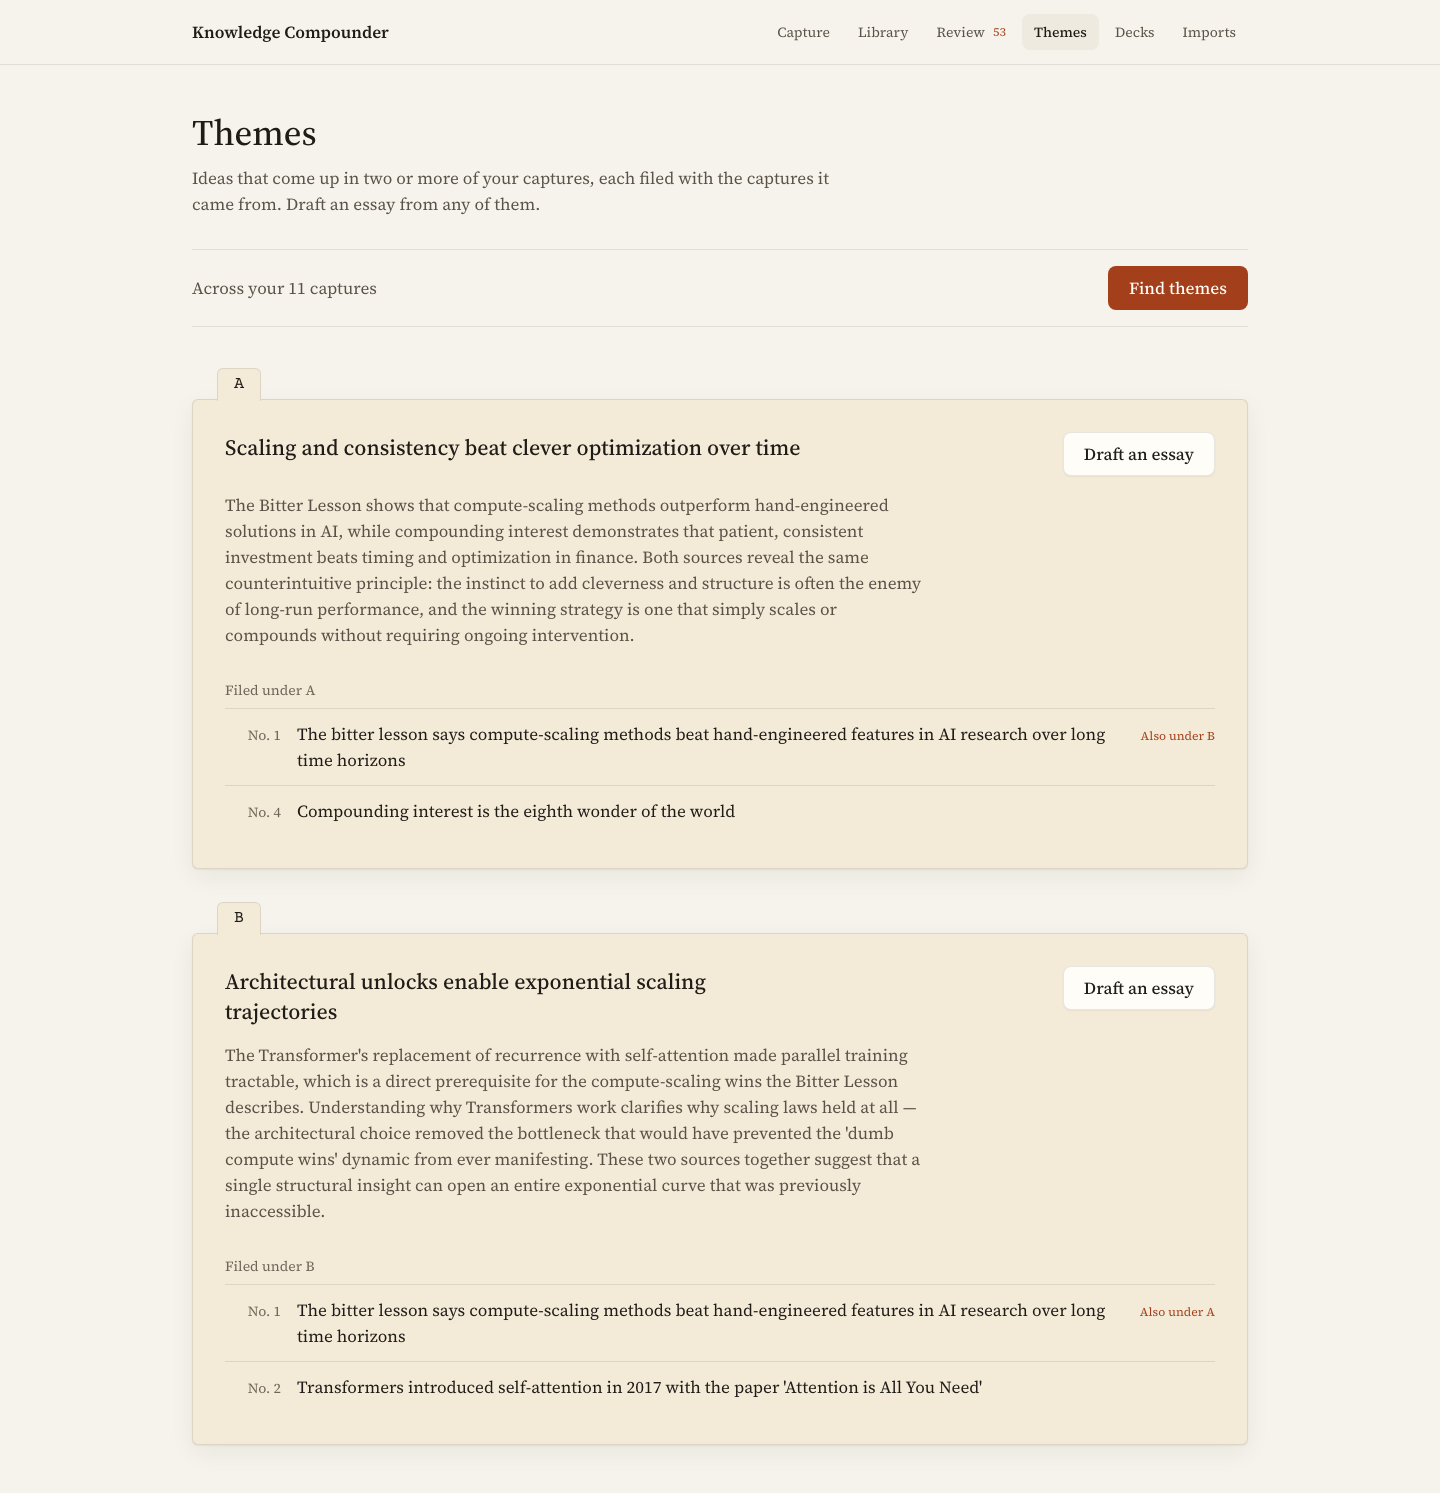 Knowledge Compounder
Capture Library Review 53 Themes Decks Imports
Themes
Ideas that come up in two or more of your captures, each filed with the captures it
came from. Draft an essay from any of them.
Across your 11 captures
Find themes
A
Scaling and consistency beat clever optimization over time
Draft an essay
The Bitter Lesson shows that compute-scaling methods outperform hand-engineered
solutions in AI, while compounding interest demonstrates that patient, consistent
investment beats timing and optimization in finance. Both sources reveal the same
counterintuitive principle: the instinct to add cleverness and structure is often the enemy
of long-run performance, and the winning strategy is one that simply scales or
compounds without requiring ongoing intervention.
Filed under A
No. 1 The bitter lesson says compute-scaling methods beat hand-engineered features in AI research over long
time horizons
Also under B
No. 4 Compounding interest is the eighth wonder of the world
B
Architectural unlocks enable exponential scaling
trajectories
Draft an essay
The Transformer's replacement of recurrence with self-attention made parallel training
tractable, which is a direct prerequisite for the compute-scaling wins the Bitter Lesson
describes. Understanding why Transformers work clarifies why scaling laws held at all —
the architectural choice removed the bottleneck that would have prevented the 'dumb
compute wins' dynamic from ever manifesting. These two sources together suggest that a
single structural insight can open an entire exponential curve that was previously
inaccessible.
Filed under B
No. 1 The bitter lesson says compute-scaling methods beat hand-engineered features in AI research over long
time horizons
Also under A
No. 2 Transformers introduced self-attention in 2017 with the paper 'Attention is All You Need'